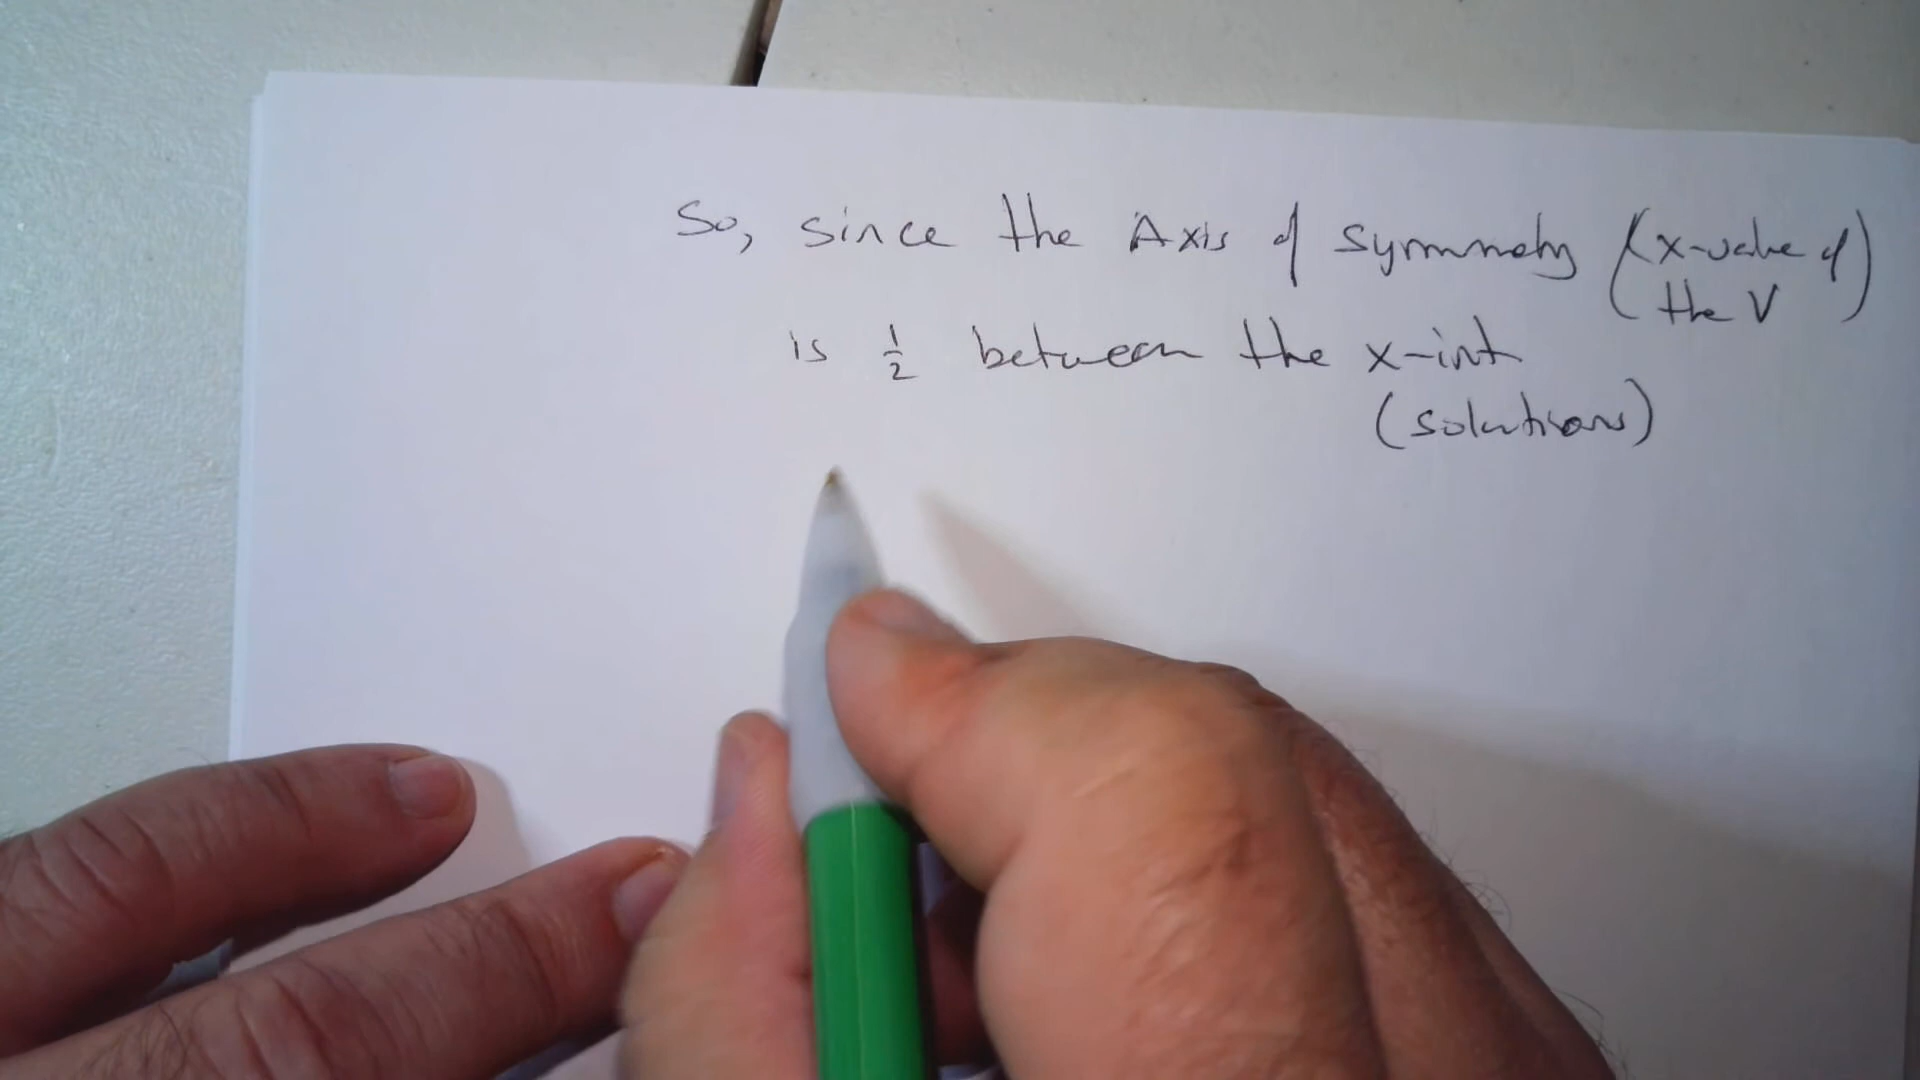 So, since the Axis of symmetry (x-value of
the V)
is 1/2 between the x-int
(solutions)